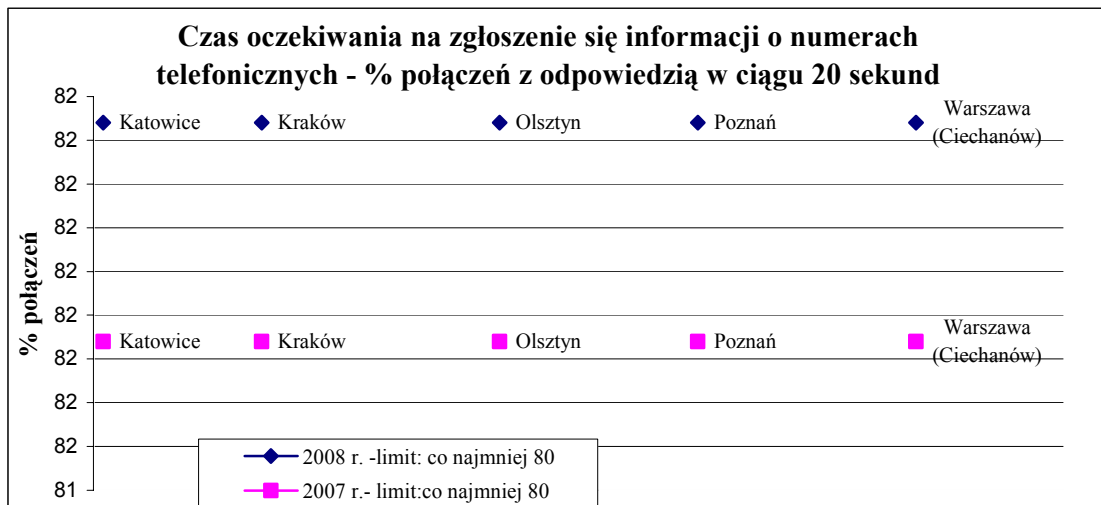 Czas oczekiwania na zgłoszenie się informacji o numerach
telefonicznych - % połączeń z odpowiedzią w ciągu 20 sekund
% połączeń
82
82
82
82
82
82
82
82
82
81
Katowice
Kraków
Olsztyn
Poznań
Warszawa
(Ciechanów)
Katowice
Kraków
Olsztyn
Poznań
Warszawa
(Ciechanów)
2008 r. -limit: co najmniej 80
2007 r.- limit:co najmniej 80